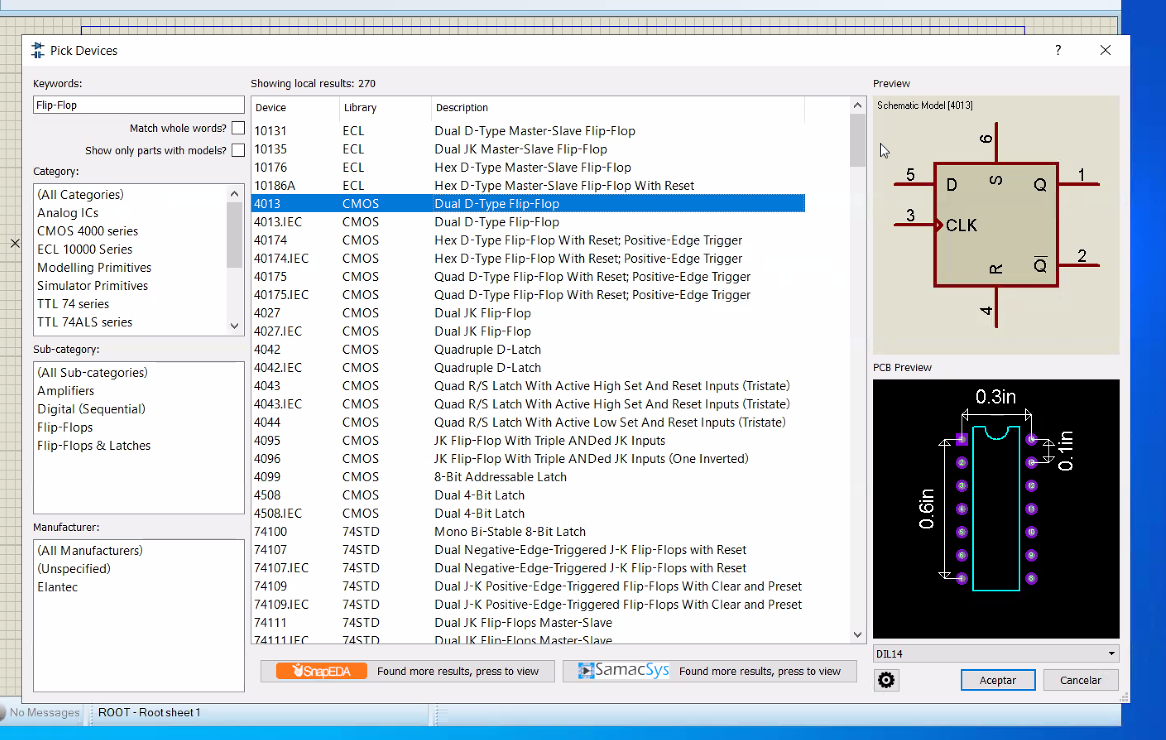 Pick Devices
?
Keywords:
Flip-Flop
Match whole words?
Show only parts with models?
Category:
(All Categories)
Analog ICs
CMOS 4000 series
ECL 10000 Series
Modelling Primitives
Simulator Primitives
TTL 74 series
TTL 74ALS series
Sub-category:
(All Sub-categories)
Amplifiers
Digital (Sequential)
Flip-Flops
Flip-Flops & Latches
Manufacturer:
(All Manufacturers)
(Unspecified)
Elantec
Showing local results: 270
Device Library Description
10131 ECL Dual D-Type Master-Slave Flip-Flop
10135 ECL Dual JK Master-Slave Flip-Flop
10176 ECL Hex D-Type Master-Slave Flip-Flop
10186A ECL Hex D-Type Master-Slave Flip-Flop With Reset
4013 CMOS Dual D-Type Flip-Flop
4013.IEC CMOS Dual D-Type Flip-Flop
40174 CMOS Hex D-Type Flip-Flop With Reset; Positive-Edge Trigger
40174.IEC CMOS Hex D-Type Flip-Flop With Reset; Positive-Edge Trigger
40175 CMOS Quad D-Type Flip-Flop With Reset; Positive-Edge Trigger
40175.IEC CMOS Quad D-Type Flip-Flop With Reset; Positive-Edge Trigger
4027 CMOS Dual JK Flip-Flop
4027.IEC CMOS Dual JK Flip-Flop
4042 CMOS Quadruple D-Latch
4042.IEC CMOS Quadruple D-Latch
4043 CMOS Quad R/S Latch With Active High Set And Reset Inputs (Tristate)
4043.IEC CMOS Quad R/S Latch With Active High Set And Reset Inputs (Tristate)
4044 CMOS Quad R/S Latch With Active Low Set And Reset Inputs (Tristate)
4095 CMOS JK Flip-Flop With Triple ANDed JK Inputs
4096 CMOS JK Flip-Flop With Triple ANDed JK Inputs (One Inverted)
4099 CMOS 8-Bit Addressable Latch
4508 CMOS Dual 4-Bit Latch
4508.IEC CMOS Dual 4-Bit Latch
74100 74STD Mono Bi-Stable 8-Bit Latch
74107 74STD Dual Negative-Edge-Triggered J-K Flip-Flops with Reset
74107.IEC 74STD Dual Negative-Edge-Triggered J-K Flip-Flops with Reset
74109 74STD Dual J-K Positive-Edge-Triggered Flip-Flops With Clear and Preset
74109.IEC 74STD Dual J-K Positive-Edge-Triggered Flip-Flops With Clear and Preset
74111 74STD Dual JK Flip-Flops Master-Slave
74111.IEC 74STD Dual JK Flip-Flops Master-Slave
SnapEDA Found more results, press to view
SamacSys Found more results, press to view
Preview
Schematic Model [4013]
6
5 D S Q 1
3 CLK
R Q 2
4
PCB Preview
0.3in
0.1in
0.6in
DIL14
Aceptar
Cancelar
No Messages
ROOT - Root sheet 1